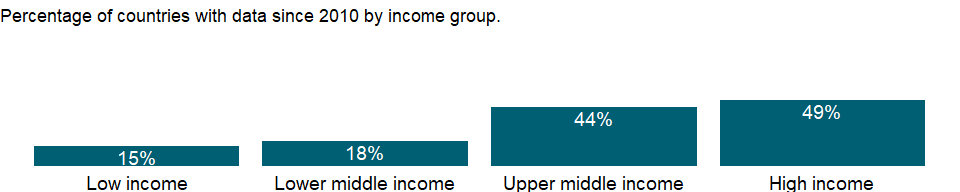 Percentage of countries with data since 2010 by income group.
15% 18% 44% 49%
Low income Lower middle income Upper middle income High income